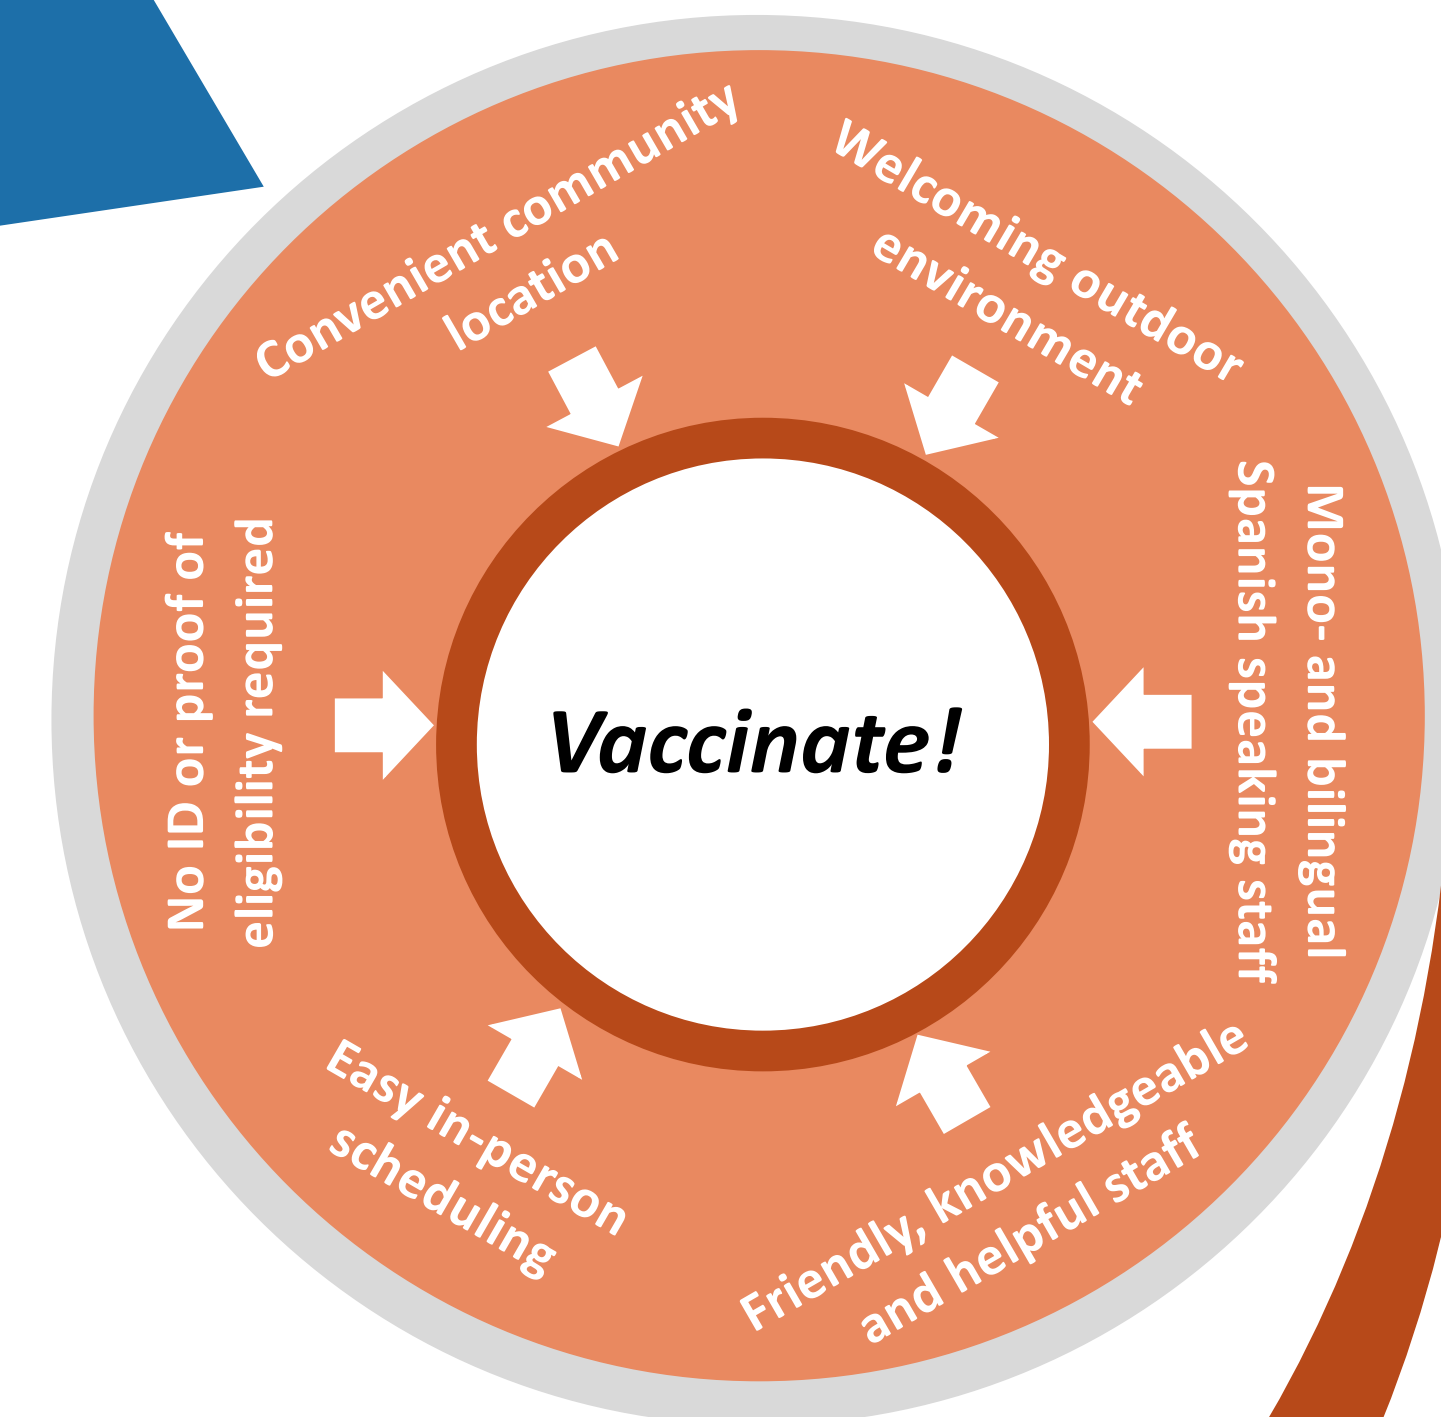 Convenient community
location
Welcoming outdoor
environment
Mono- and bilingual
Spanish speaking staff
Friendly, knowledgeable
and helpful staff
Easy in-person
scheduling
No ID or proof of
eligibility required
Vaccinate!